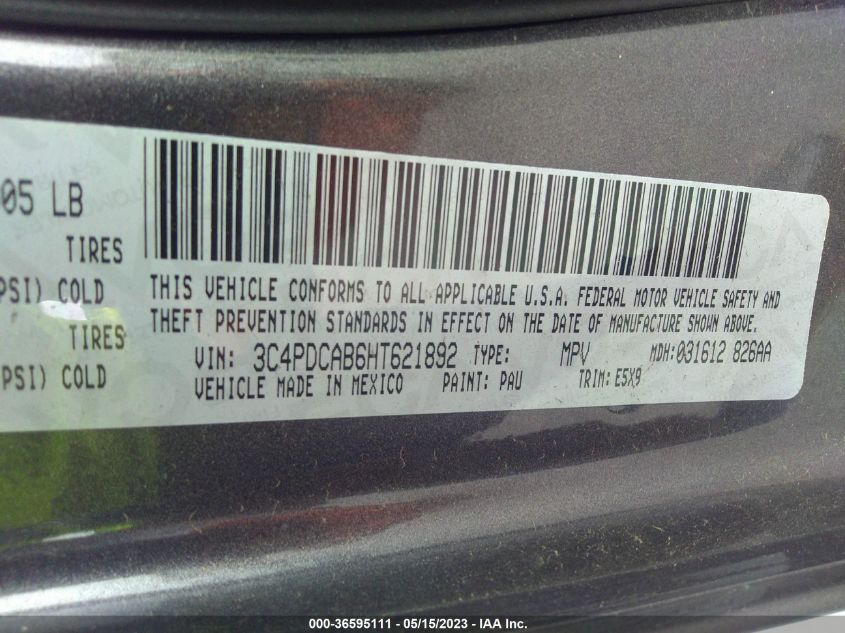 05 LB
TIRES
PSI) COLD
TIRES
PSI) COLD
THIS VEHICLE CONFORMS TO ALL APPLICABLE U.S.A. FEDERAL MOTOR VEHICLE SAFETY AND
THEFT PREVENTION STANDARDS IN EFFECT ON THE DATE OF MANUFACTURE SHOWN ABOVE.
VIN: 3C4PDCAB6HT621892 TYPE: MPV MDH:031612 826AA
VEHICLE MADE IN MEXICO PAINT: PAU TRIM: E5X9
000-36595111 - 05/15/2023 - IAA Inc.